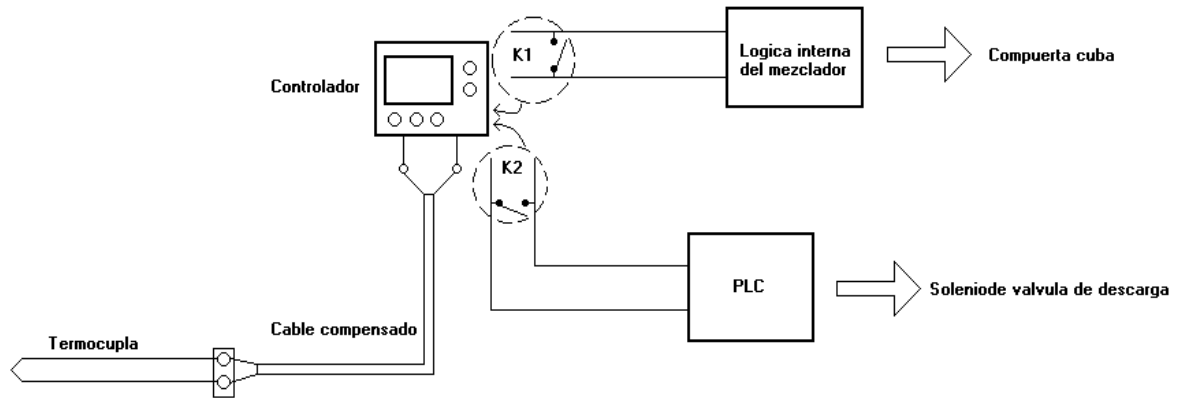 K1
Logica interna
del mezclador
Compuerta cuba
Controlador
K2
PLC
Soleniode valvula de descarga
Cable compensado
Termocupla